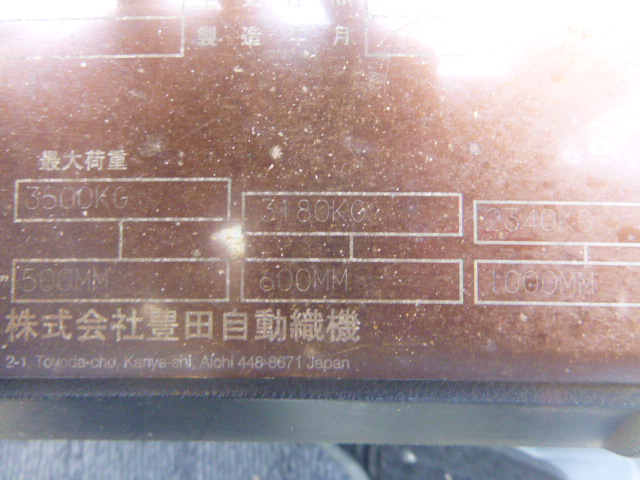 製造年月
最大荷重
3500KG 3180KG 2340KG
500MM 600MM 1000MM
株式会社豊田自動織機
2-1, Toyoda-cho, Kariya-shi, Aichi 448-8671 Japan